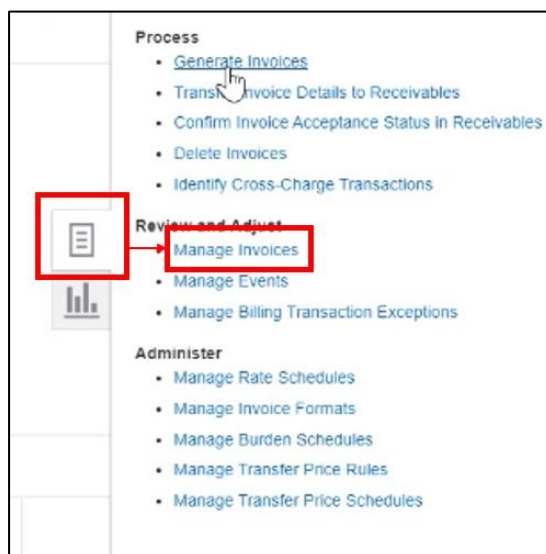 Process
Generate Invoices
Transfer Invoice Details to Receivables
Confirm Invoice Acceptance Status in Receivables
Delete Invoices
Identify Cross-Charge Transactions
Review and Adjust
Manage Invoices
Manage Events
Manage Billing Transaction Exceptions
Administer
Manage Rate Schedules
Manage Invoice Formats
Manage Burden Schedules
Manage Transfer Price Rules
Manage Transfer Price Schedules